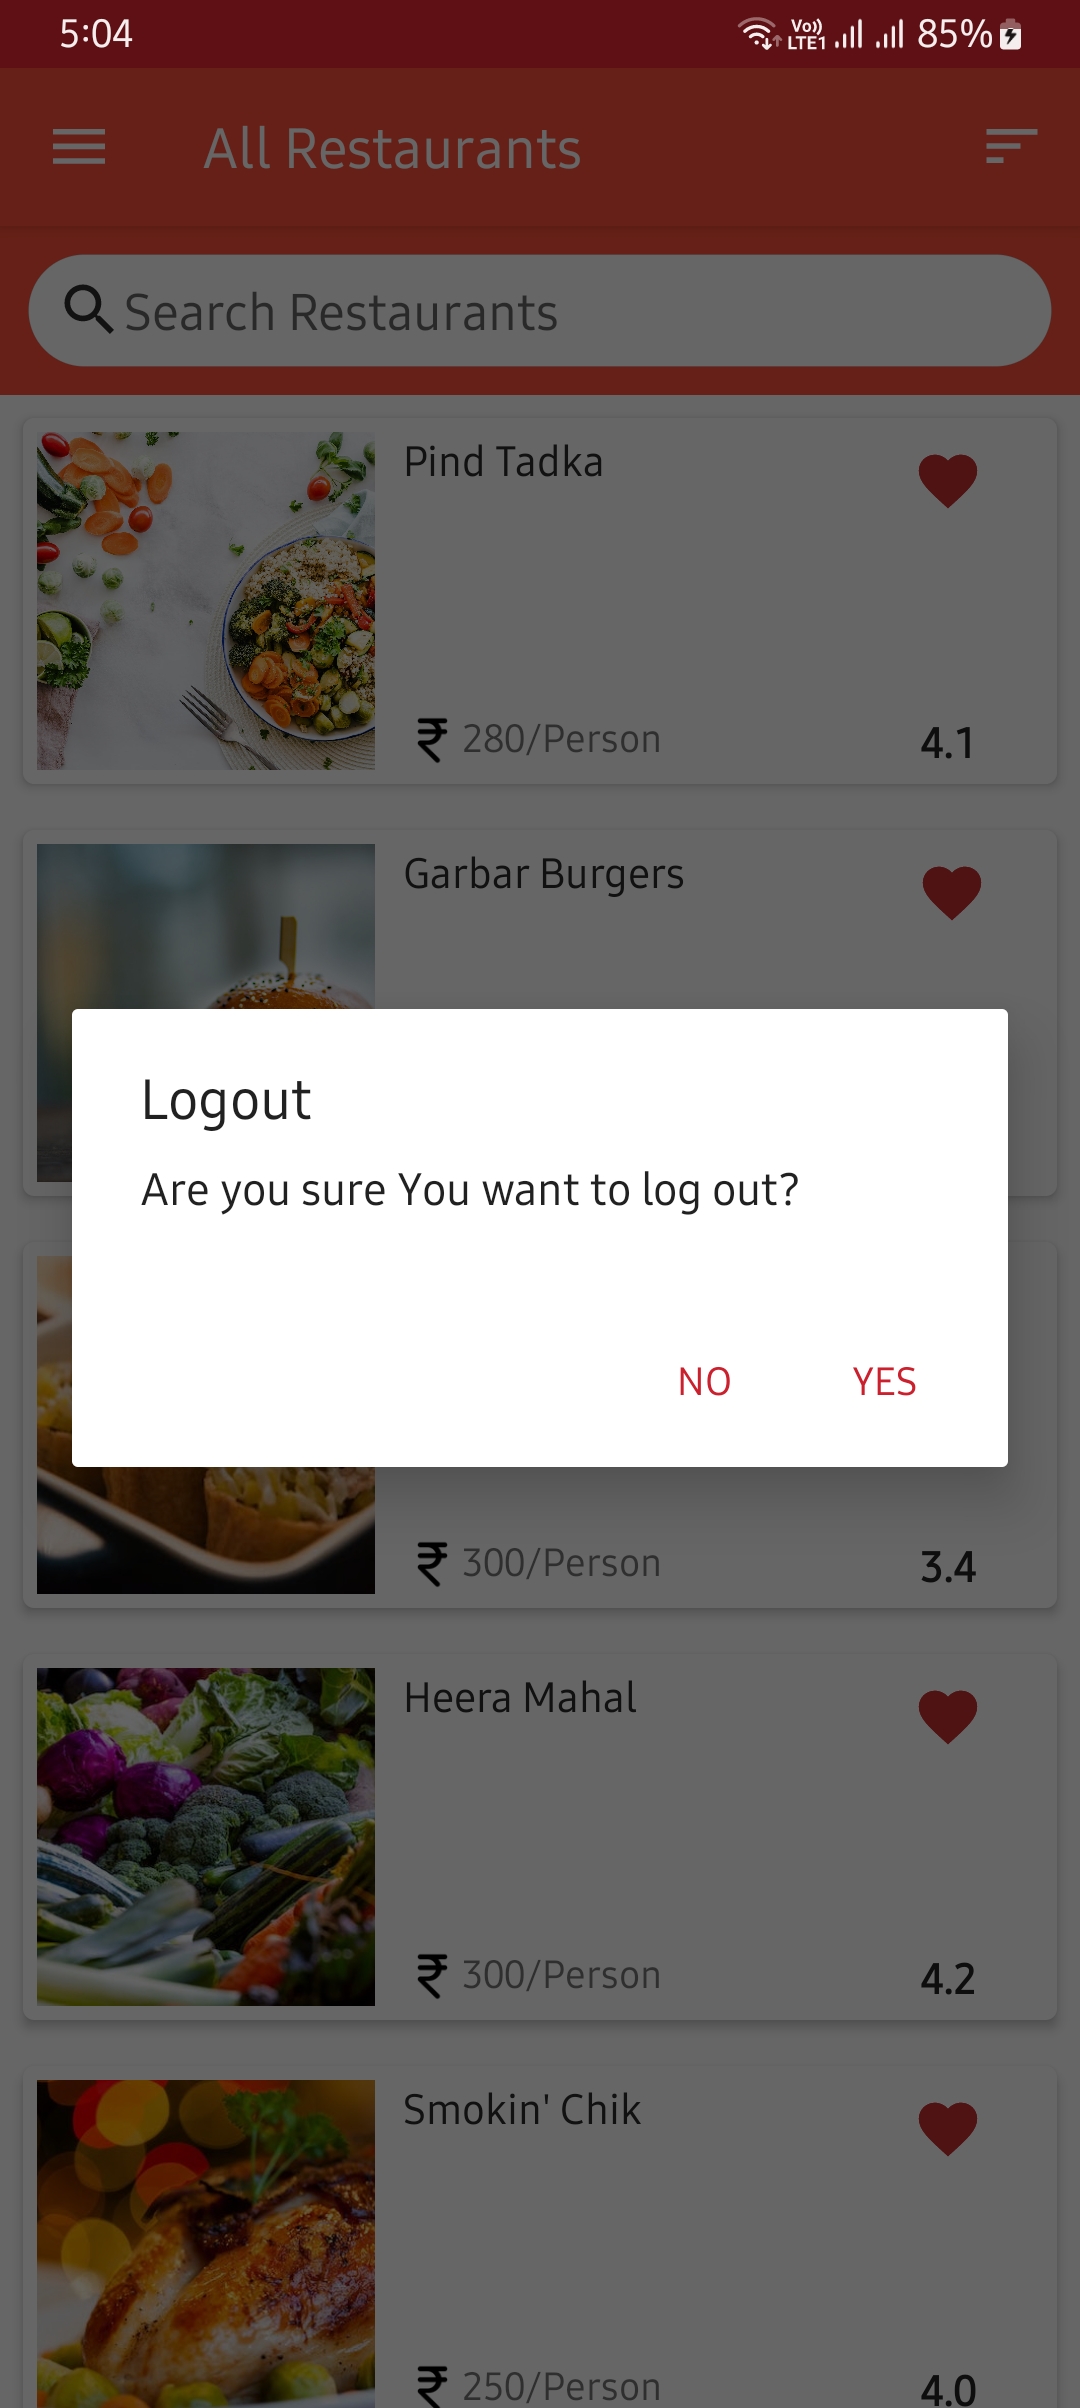 5:04 Vo)) LTE1 85%
All Restaurants
Search Restaurants
Pind Tadka
₹ 280/Person 4.1
Garbar Burgers
Logout
Are you sure You want to log out?
NO YES
₹ 300/Person 3.4
Heera Mahal
₹ 300/Person 4.2
Smokin' Chik
₹ 250/Person 4.0